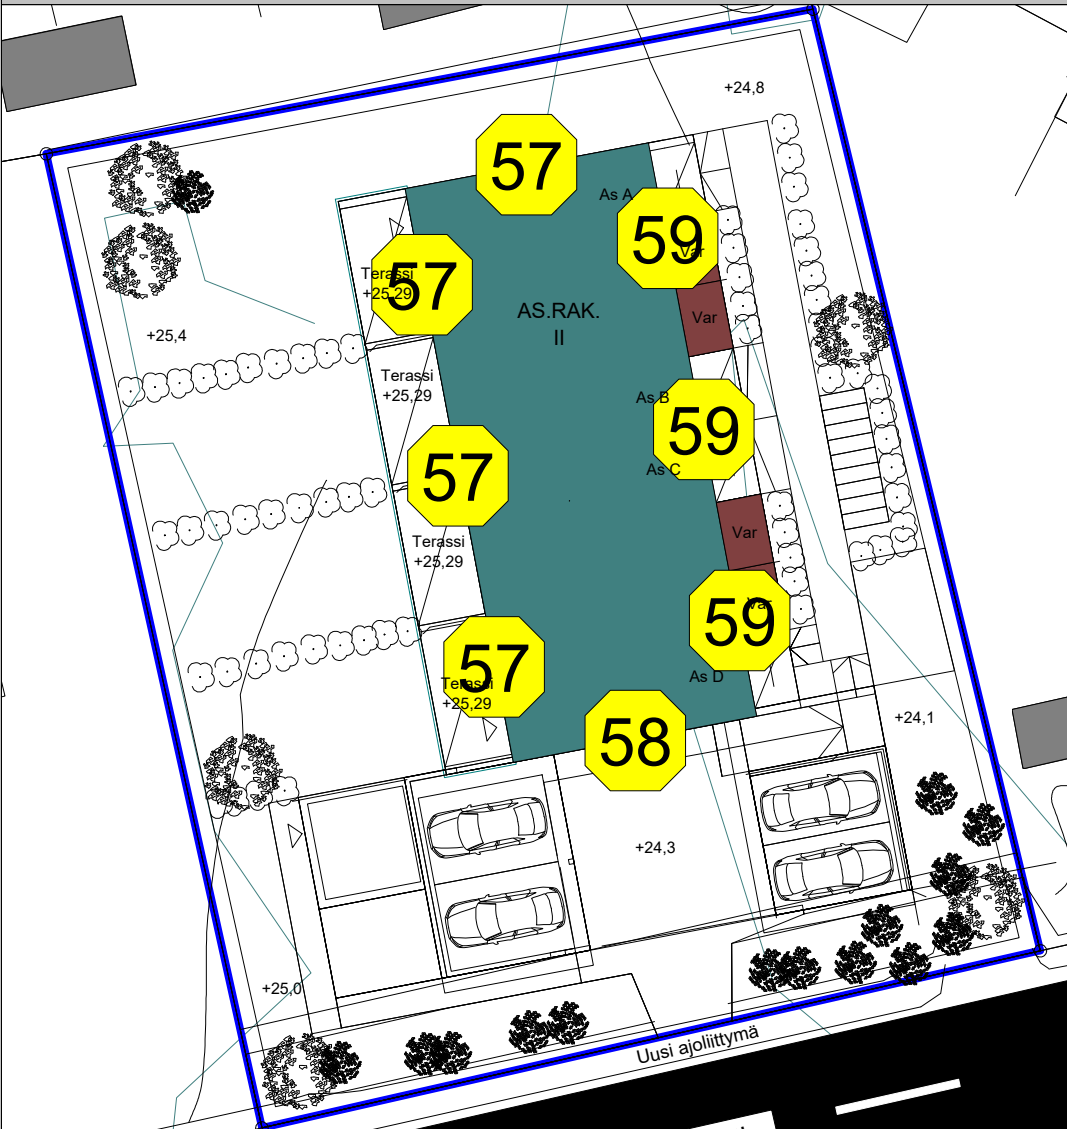 +24,8
57
As A
59
Var
57
Terassi
+25,29
AS.RAK.
II
Var
+25,4
Terassi
+25,29
As B
59
As C
57
Var
Terassi
+25,29
Var
59
57
Terassi
+25,29
As D
58
+24,1
+24,3
+25,0
Uusi ajoliittymä